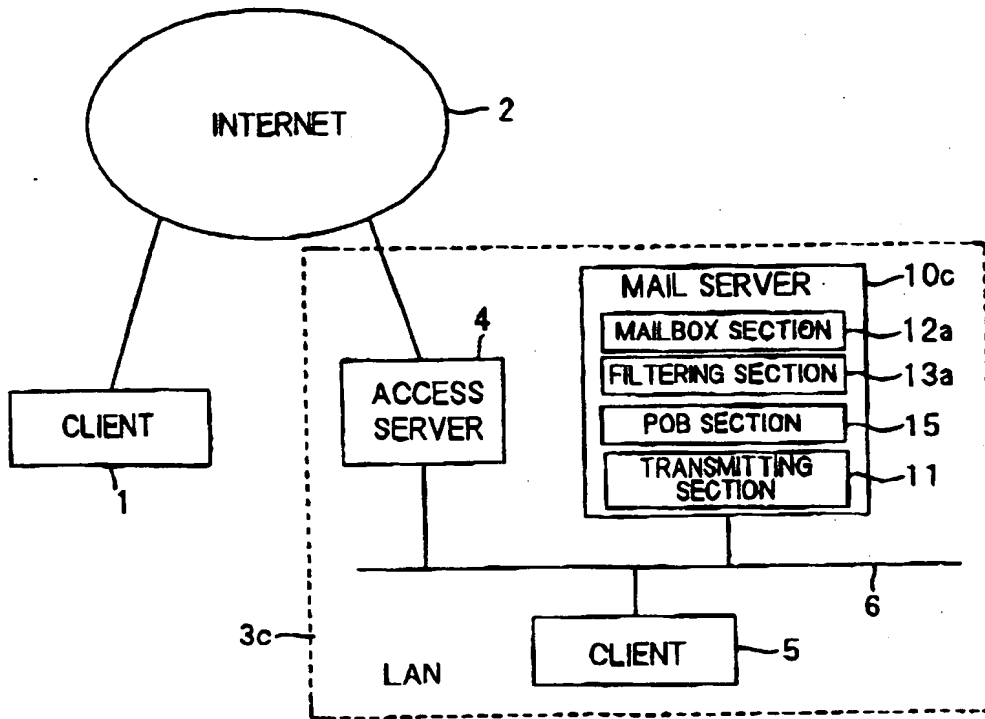 INTERNET
2
CLIENT
1
4
ACCESS
SERVER
MAIL SERVER
10c
MAILBOX SECTION
12a
FILTERING SECTION
13a
POB SECTION
15
TRANSMITTING
SECTION
11
6
3c
LAN
CLIENT
5